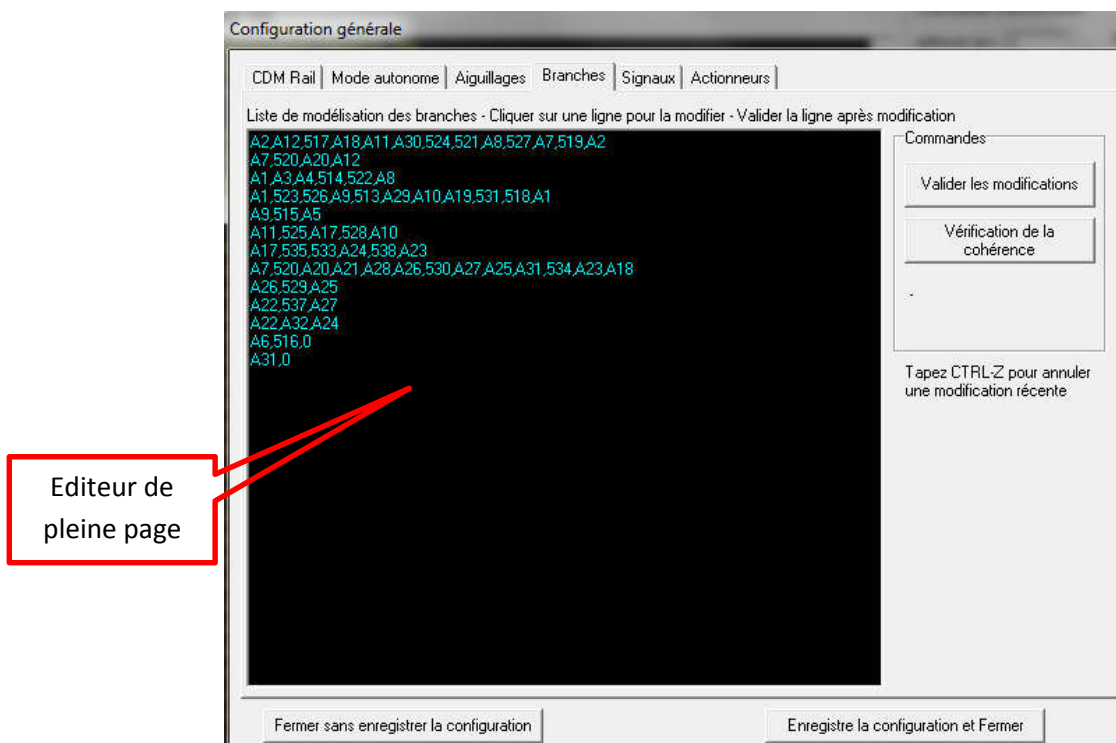 Configuration générale
CDM Rail Mode autonome Aiguillages Branches Signaux Actionneurs
Liste de modélisation des branches - Cliquer sur une ligne pour la modifier - Valider la ligne après modification
A2,A12,517,A18,A11,A30,524,521,A8,527,A7,519,A2
A7,520,A20,A12
A1,A3,A4,514,522,A8
A1,523,526,A9,513,A29,A10,A19,531,518,A1
A9,515,A5
A11,525,A17,528,A10
A17,535,533,A24,538,A23
A7,520,A20,A21,A28,A26,530,A27,A25,A31,534,A23,A18
A26,529,A25
A22,537,A27
A22,A32,A24
A6,516,0
A31,0
Commandes
Valider les modifications
Vérification de la
cohérence
-
Tapez CTRL-Z pour annuler
une modification récente
Editeur de
pleine page
Fermer sans enregistrer la configuration
Enregistre la configuration et Fermer